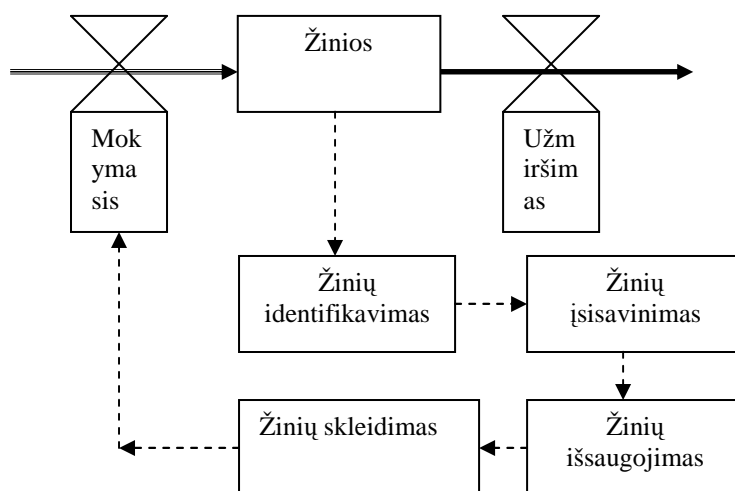 Žinios
Mok
yma
sis
Užm
iršim
as
Žinių
identifikavimas
Žinių
įsisavinimas
Žinių skleidimas
Žinių
išsaugojimas